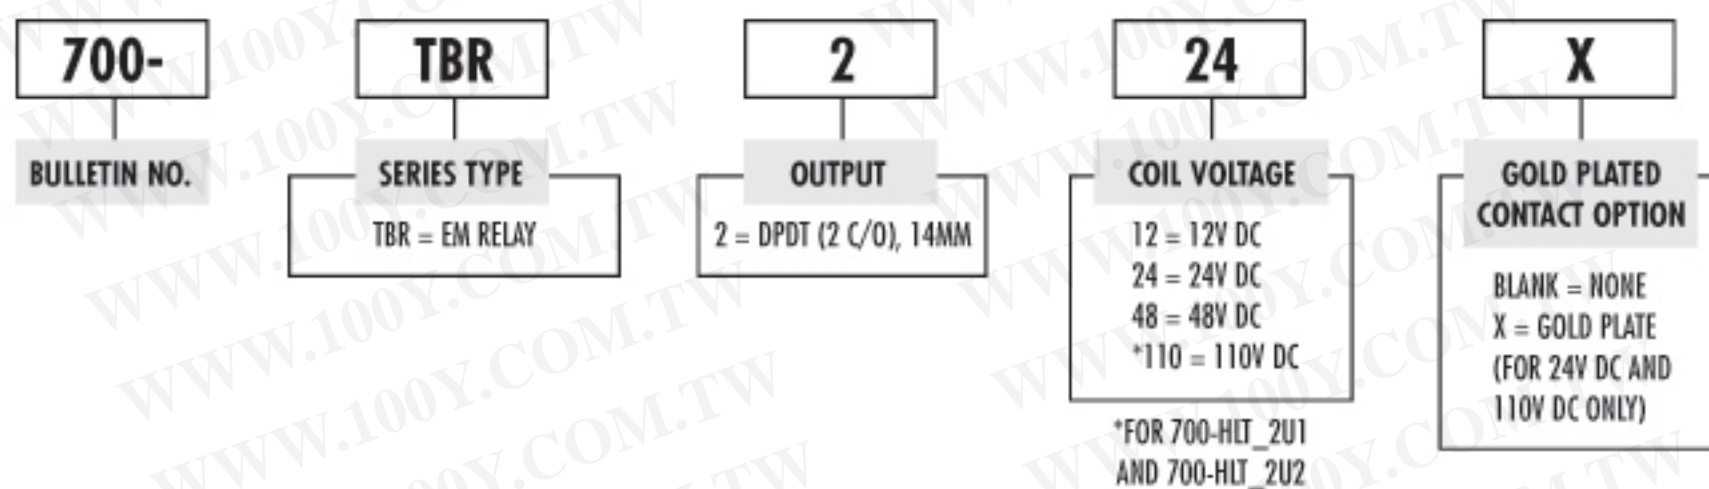 700-
TBR
2
24
X
BULLETIN NO.
SERIES TYPE
TBR = EM RELAY
OUTPUT
2 = DPDT (2 C/O), 14MM
COIL VOLTAGE
12 = 12V DC
24 = 24V DC
48 = 48V DC
*110 = 110V DC
*FOR 700-HLT_2U1
AND 700-HLT_2U2
GOLD PLATED
CONTACT OPTION
BLANK = NONE
X = GOLD PLATE
(FOR 24V DC AND
110V DC ONLY)
WWW.100Y.COM.TW